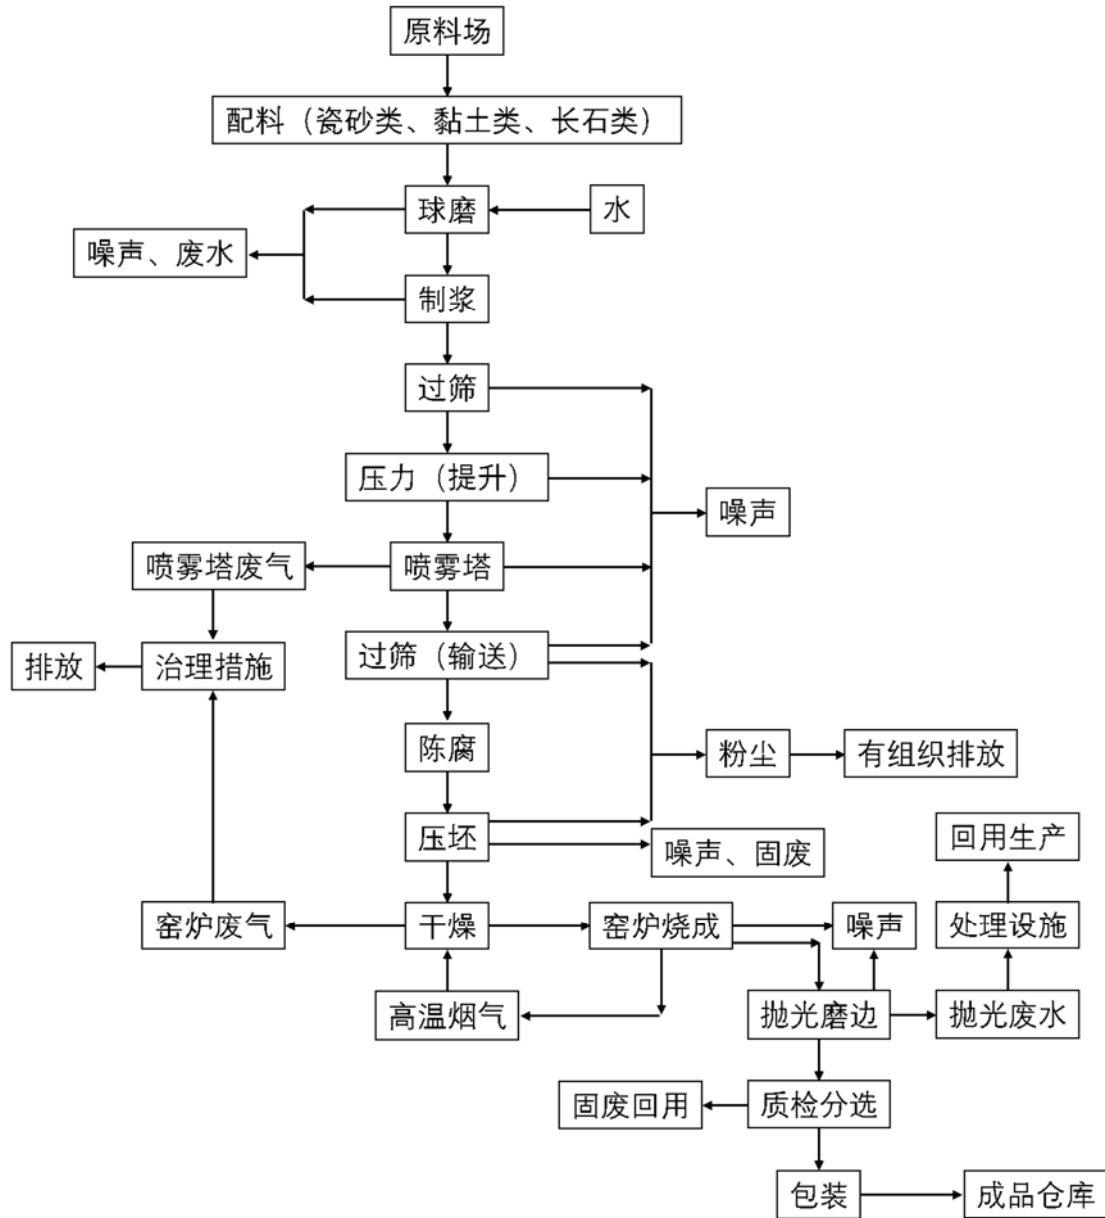 原料场
配料（瓷砂类、黏土类、长石类）
球磨
水
噪声、废水
制浆
过筛
压力（提升）
噪声
喷雾塔废气
喷雾塔
过筛（输送）
排放
治理措施
陈腐
粉尘
有组织排放
压坯
噪声、固废
回用生产
窑炉废气
干燥
窑炉烧成
噪声
处理设施
高温烟气
抛光磨边
抛光废水
固废回用
质检分选
包装
成品仓库